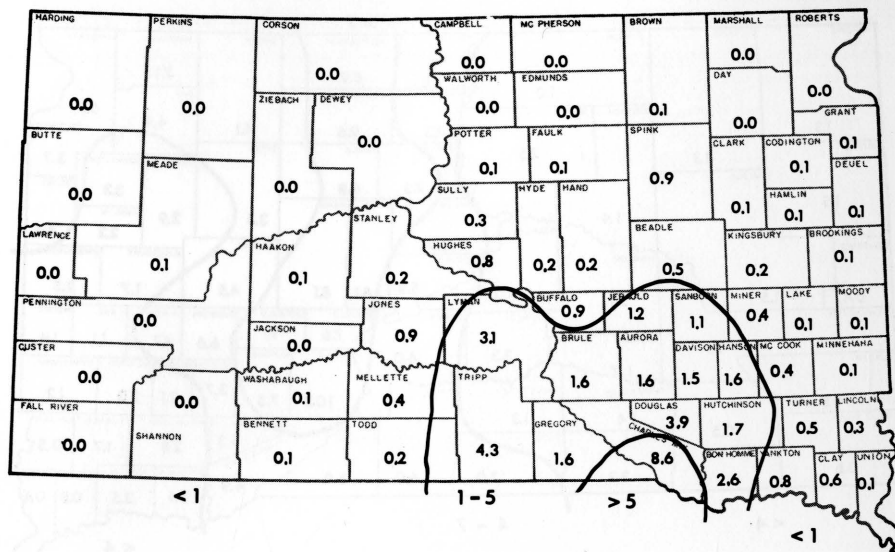 HARDING PERKINS CORSON CAMPBELL MC PHERSON BROWN MARSHALL ROBERTS
0.0 0.0 0.0 0.0 0.0 0.1 0.0 0.0
ZIEBACH DEWEY WALWORTH EDMUNDS DAY GRANT
0.0 0.0 0.0 0.0 0.0 0.1
BUTTE MEADE POTTER FAULK SPINK CLARK CODINGTON DEUEL
0.0 0.1 0.1 0.1 0.9 0.1 0.1 0.1
STANLEY SULLY HYDE HAND HAMLIN
0.2 0.3 0.2 0.2 0.1
LAWRENCE HAAKON HUGHES BEADLE KINGSBURY BROOKINGS
0.0 0.1 0.8 0.5 0.2 0.1
PENNINGTON JACKSON JONES LYMAN BUFFALO JERAULD SANBORN MINER LAKE MOODY
0.0 0.0 0.9 3.1 0.9 1.2 1.1 0.4 0.1 0.1
CUSTER WASHABAUGH MELLETTE TRIPP BRULE AURORA DAVISON HANSON MC COOK MINNEHAHA
0.0 0.1 0.4 4.3 1.6 1.6 1.5 1.6 0.4 0.1
FALL RIVER SHANNON BENNETT TODD GREGORY CHARLES DOUGLAS HUTCHINSON TURNER LINCOLN
0.0 0.0 0.1 0.2 1.6 8.6 3.9 1.7 0.5 0.3
BON HOMME YANKTON CLAY UNION
2.6 0.8 0.6 0.1
<1 1-5 >5 <1